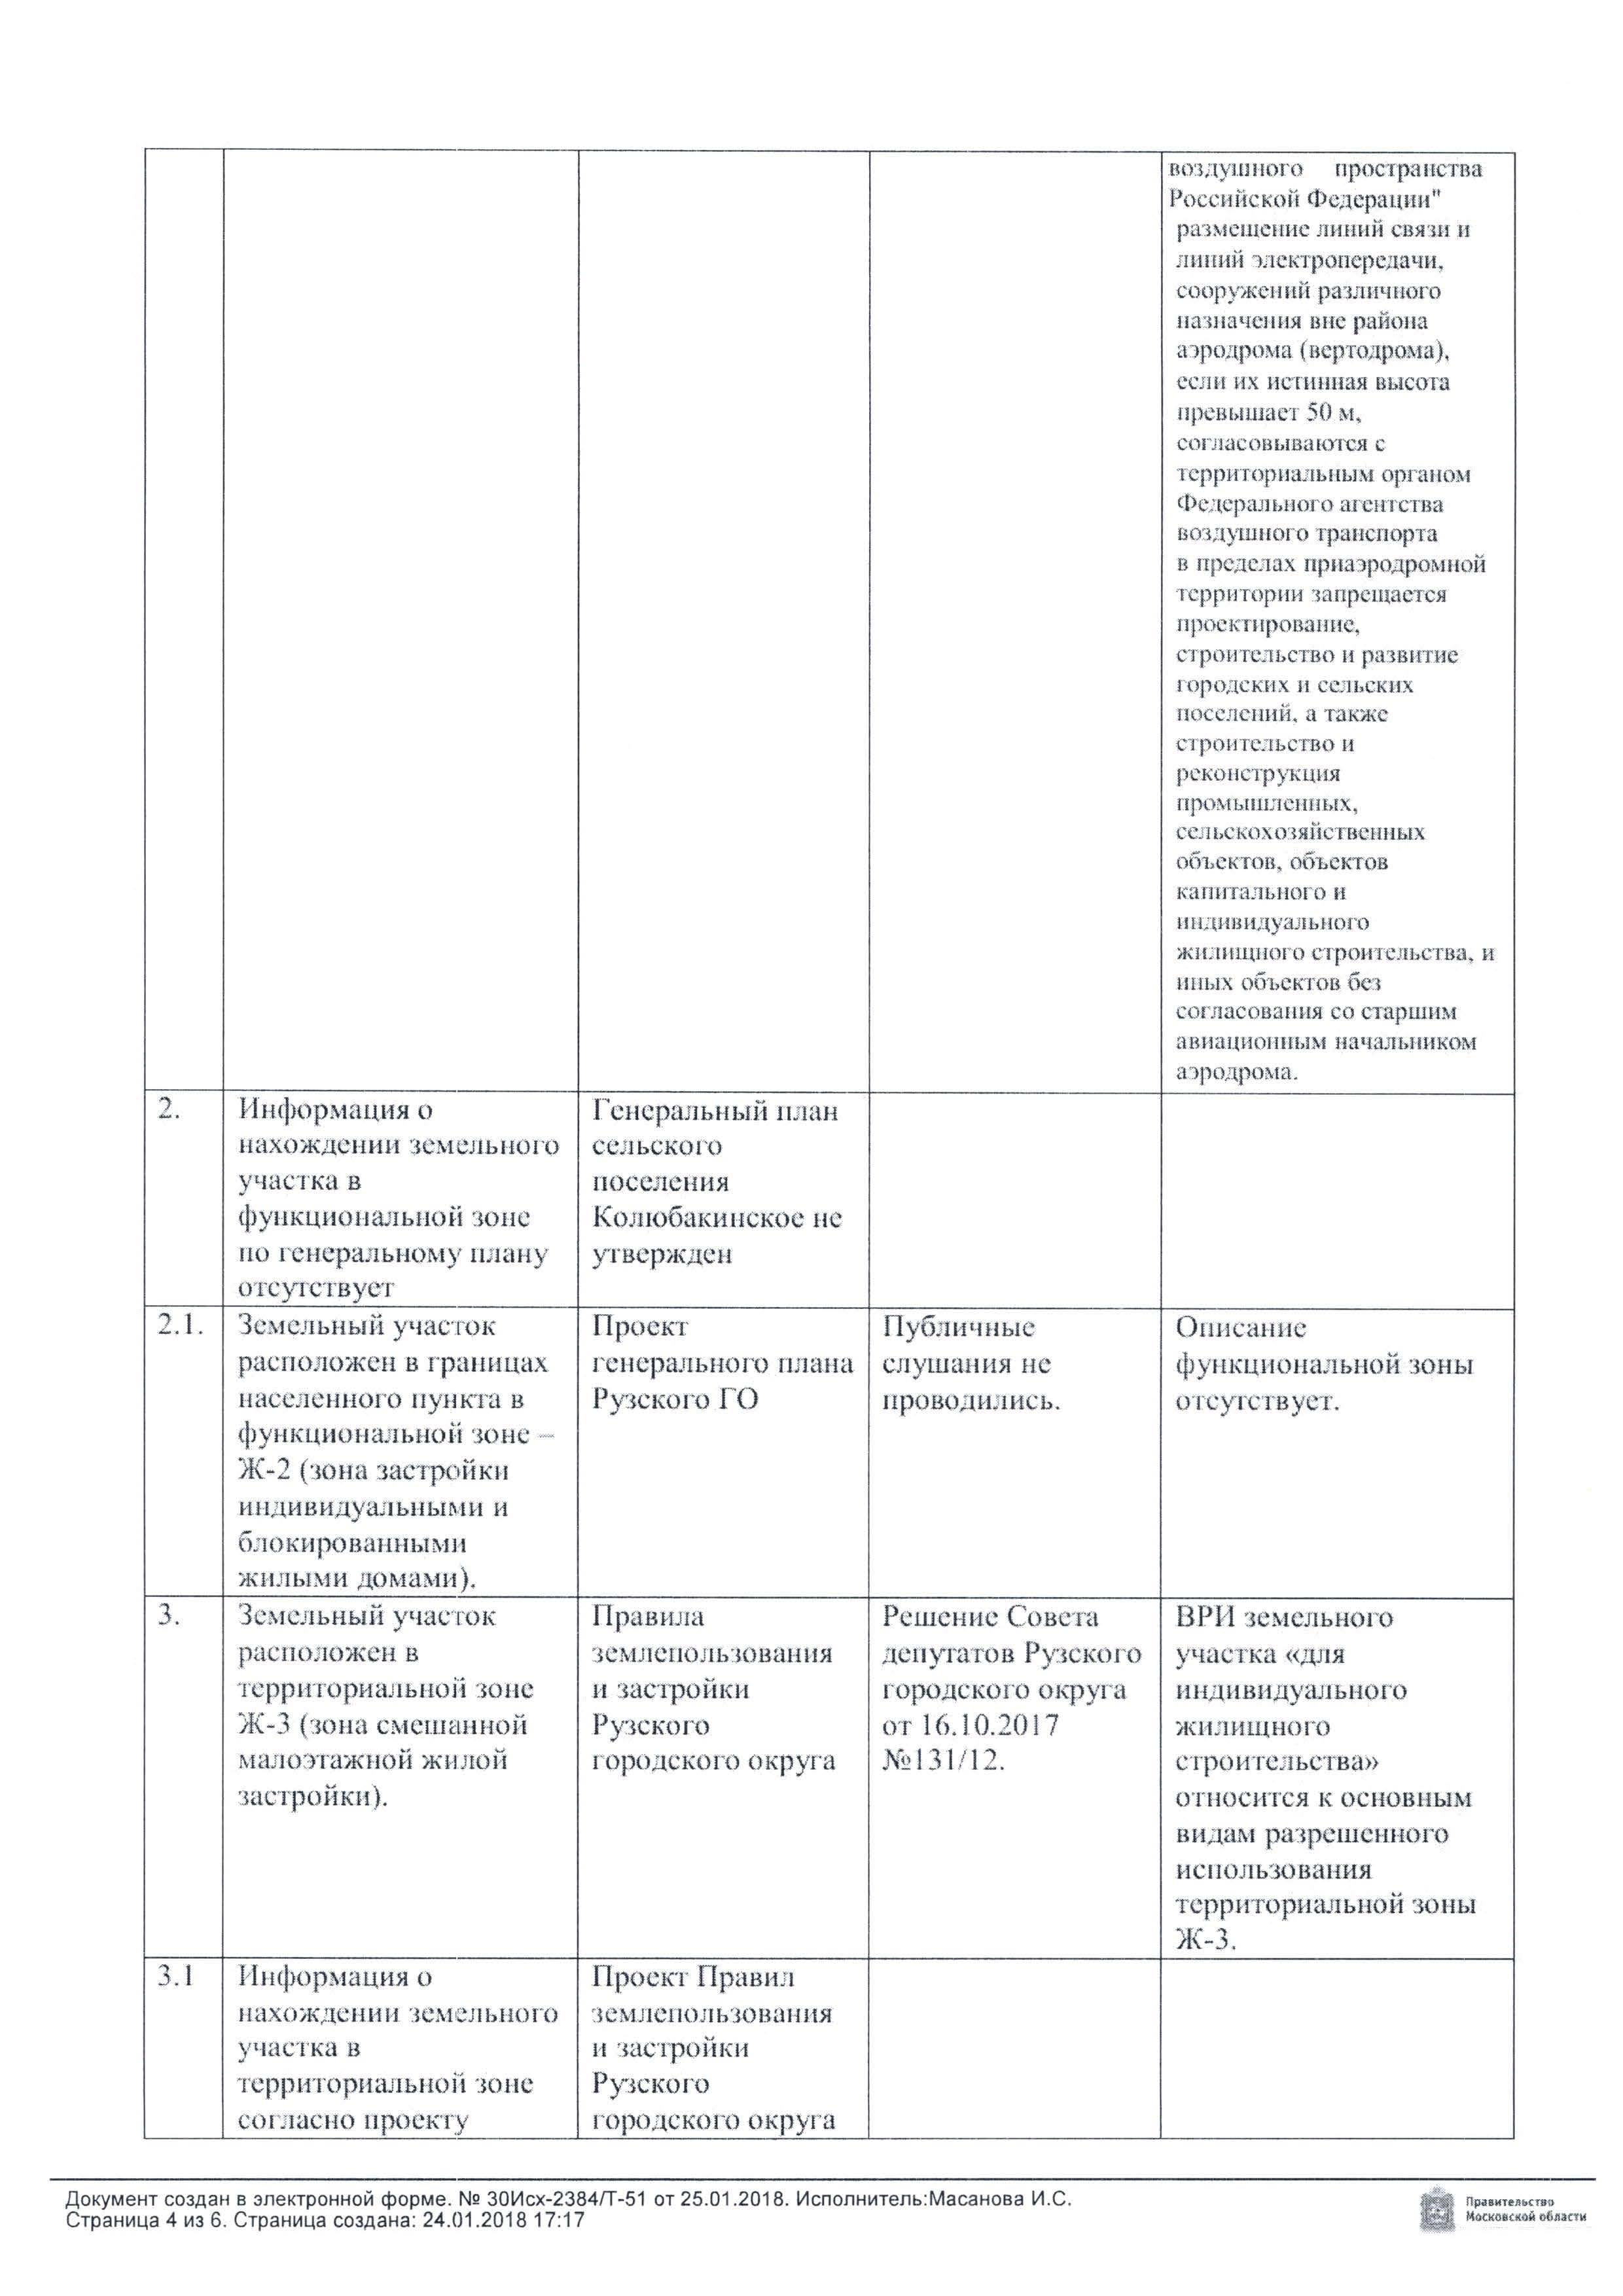 воздушного пространства
Российской Федерации"
размещение линий связи и
линий электропередачи,
сооружений различного
назначения вне района
аэродрома (вертодрома),
если их истинная высота
превышает 50 м,
согласовываются с
территориальным органом
Федерального агентства
воздушного транспорта
в пределах приаэродромной
территории запрещается
проектирование,
строительство и развитие
городских и сельских
поселений, а также
строительство и
реконструкция
промышленных,
сельскохозяйственных
объектов, объектов
капитального и
индивидуального
жилищного строительства, и
иных объектов без
согласования со старшим
авиационным начальником
аэродрома.
2.
Информация о
нахождении земельного
участка в
функциональной зоне
по генеральному плану
отсутствует
Генеральный план
сельского
поселения
Колюбакинское не
утвержден
2.1.
Земельный участок
расположен в границах
населенного пункта в
функциональной зоне –
Ж-2 (зона застройки
индивидуальными и
блокированными
жилыми домами).
Проект
генерального плана
Рузского ГО
Публичные
слушания не
проводились.
Описание
функциональной зоны
отсутствует.
3.
Земельный участок
расположен в
территориальной зоне
Ж-3 (зона смешанной
малоэтажной жилой
застройки).
Правила
землепользования
и застройки
Рузского
городского округа
Решение Совета
депутатов Рузского
городского округа
от 16.10.2017
№131/12.
ВРИ земельного
участка «для
индивидуального
жилищного
строительства»
относится к основным
видам разрешенного
использования
территориальной зоны
Ж-3.
3.1
Информация о
нахождении земельного
участка в
территориальной зоне
согласно проекту
Проект Правил
землепользования
и застройки
Рузского
городского округа
Документ создан в электронной форме. № 30Исх-2384/Т-51 от 25.01.2018. Исполнитель:Масанова И.С.
Страница 4 из 6. Страница создана: 24.01.2018 17:17
Правительство
Московской области